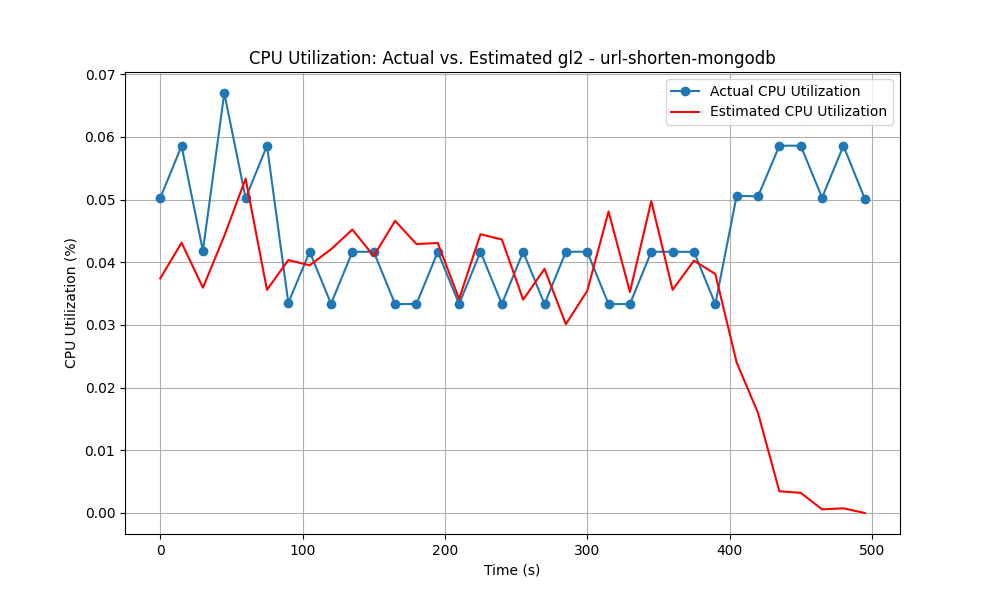 CPU Utilization: Actual vs. Estimated gl2 - url-shorten-mongodb
Actual CPU Utilization
Estimated CPU Utilization
CPU Utilization (%)
0.07
0.06
0.05
0.04
0.03
0.02
0.01
0.00
0
100
200
300
400
500
Time (s)